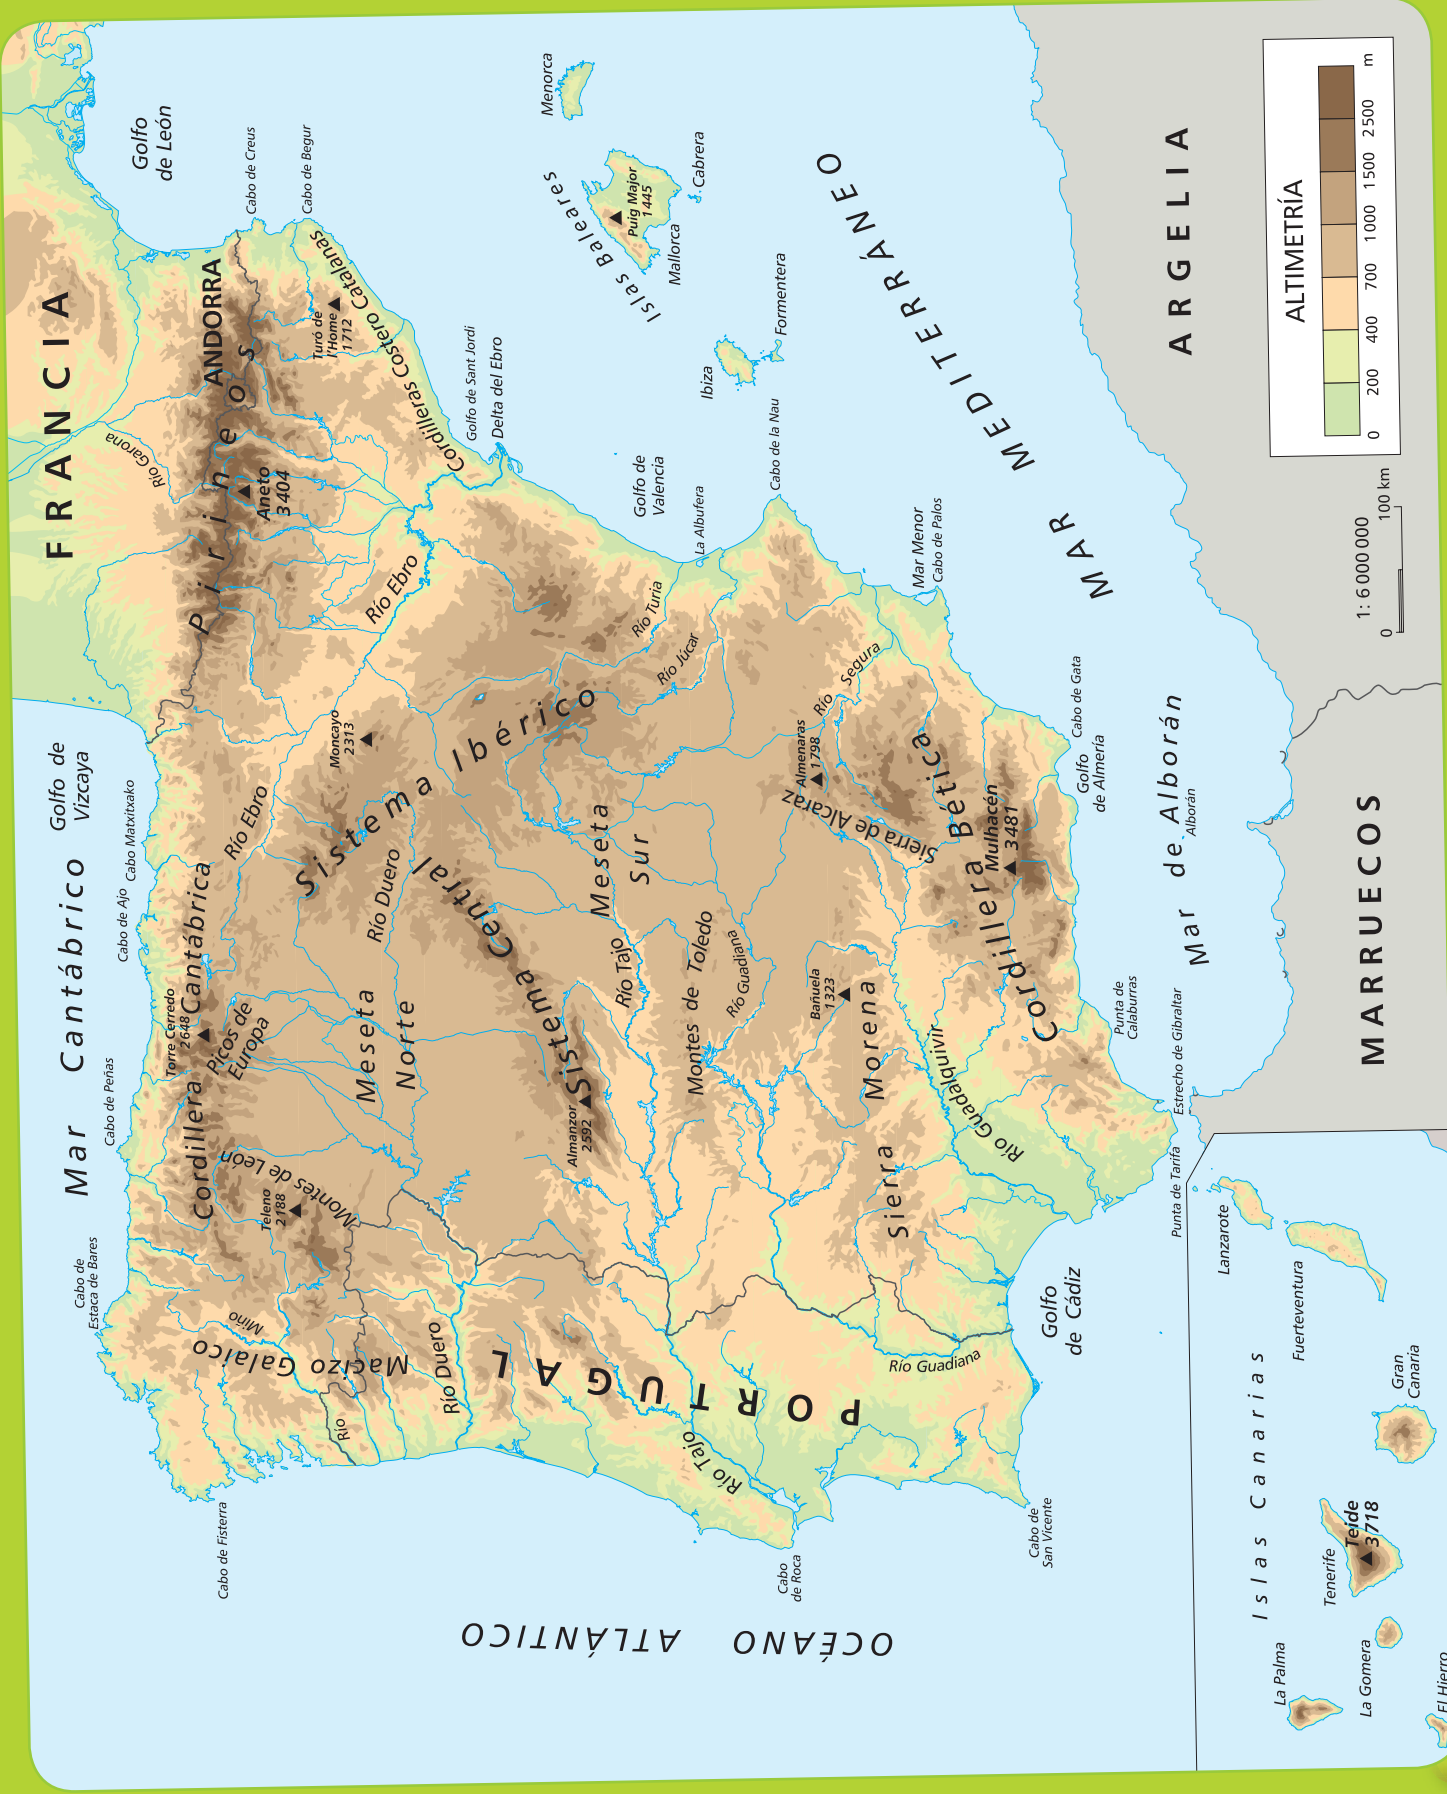 Mar Cantábrico
Golfo de
Vizcaya
FRANCIA
Golfo
de León
Cabo de
Estaca de Bares
Cabo de Peñas
Cabo de Ajo
Cabo Matxitxako
Río Garona
ANDORRA
Cabo de Creus
Cabo de Begur
Cabo de Fisterra
Cordillera Cantábrica
Torre Cerredo
2648
Picos de
Europa
Pirineos
Aneto
3404
Turó de
l'Home
1712
Cordilleras Costero Catalanas
Macizo Galaico
Río
Miño
Montes de León
Teleno
2188
Río Ebro
Río Ebro
Moncayo
2313
Sistema Ibérico
Meseta
Norte
Río Duero
Río Duero
Golfo de Sant Jordi
Delta del Ebro
Menorca
Islas Baleares
Puig Major
1445
Mallorca
Cabrera
Ibiza
Formentera
Sistema Central
Almanzor
2592
PORTUGAL
OCÉANO ATLÁNTICO
Río Tajo
Río Tajo
Meseta
Sur
Montes de Toledo
Río Guadiana
Río Turia
Río Júcar
Golfo de
Valencia
La Albufera
Cabo de la Nau
Cabo
de Roca
Bañuela
1323
Sierra Morena
Almenaras
1798
Sierra de Alcaraz
Río Segura
Mar Menor
Cabo de Palos
MAR MEDITERRÁNEO
Río Guadiana
Río Guadalquivir
Cordillera Bética
Mulhacén
3481
Cabo de
San Vicente
Golfo
de Cádiz
Cabo de Gata
Golfo
de Almería
Punta de
Calaburras
Estrecho de Gibraltar
Punta de Tarifa
Mar de Alborán
Alborán
MARRUECOS
ARGELIA
Islas Canarias
La Palma
La Gomera
El Hierro
Tenerife
Teide
3718
Gran
Canaria
Fuerteventura
Lanzarote
1: 6 000 000
0 100 km
ALTIMETRÍA
0 200 400 700 1 000 1 500 2 500 m